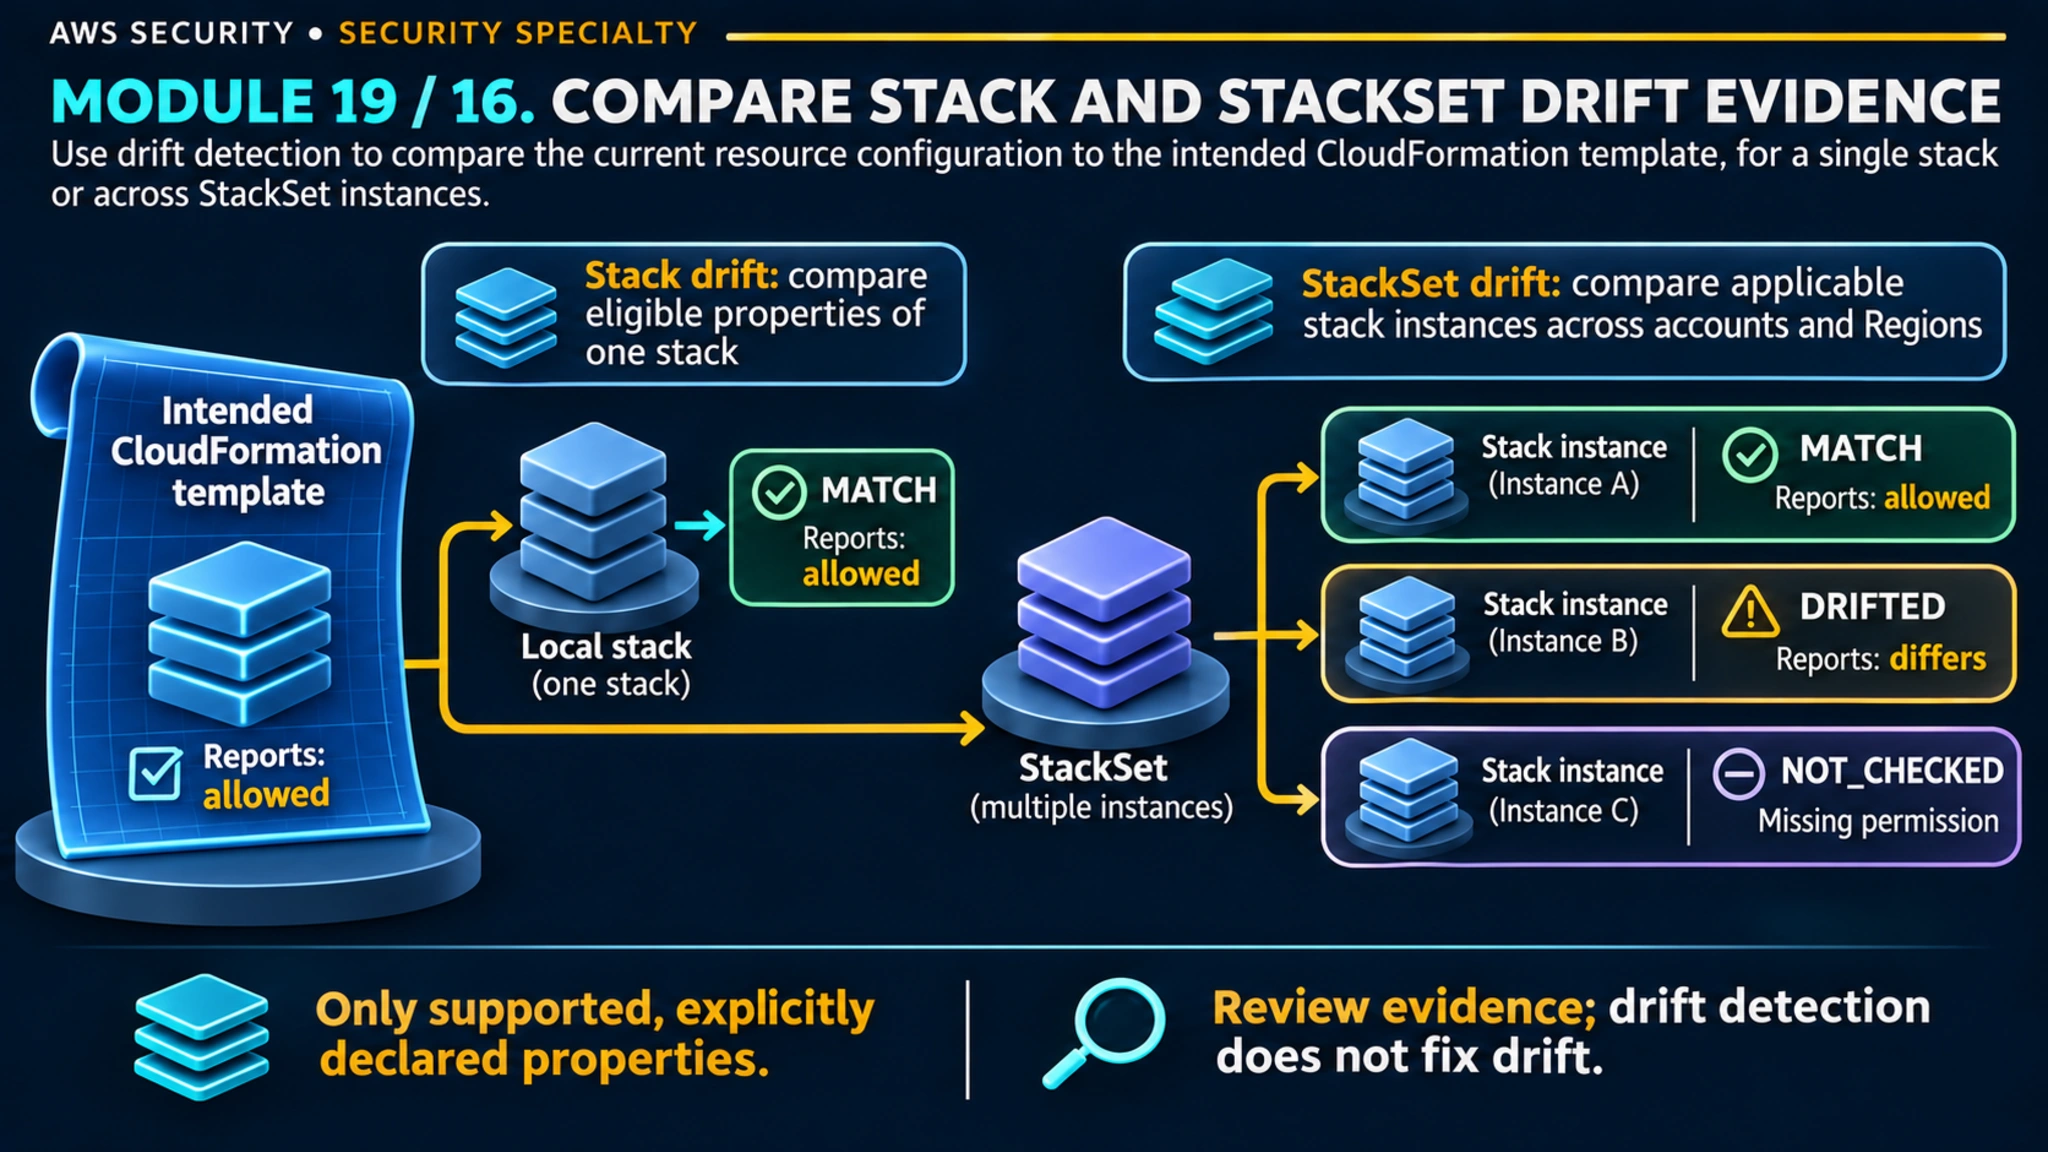 AWS SECURITY • SECURITY SPECIALTY
MODULE 19 / 16. COMPARE STACK AND STACKSET DRIFT EVIDENCE
Use drift detection to compare the current resource configuration to the intended CloudFormation template, for a single stack
or across StackSet instances.
Stack drift: compare
eligible properties of
one stack
StackSet drift: compare applicable
stack instances across accounts and Regions
Intended
CloudFormation
template
Reports:
allowed
Local stack
(one stack)
MATCH
Reports:
allowed
StackSet
(multiple instances)
Stack instance
(Instance A)
MATCH
Reports: allowed
Stack instance
(Instance B)
DRIFTED
Reports: differs
Stack instance
(Instance C)
NOT_CHECKED
Missing permission
Only supported, explicitly
declared properties.
Review evidence; drift detection
does not fix drift.